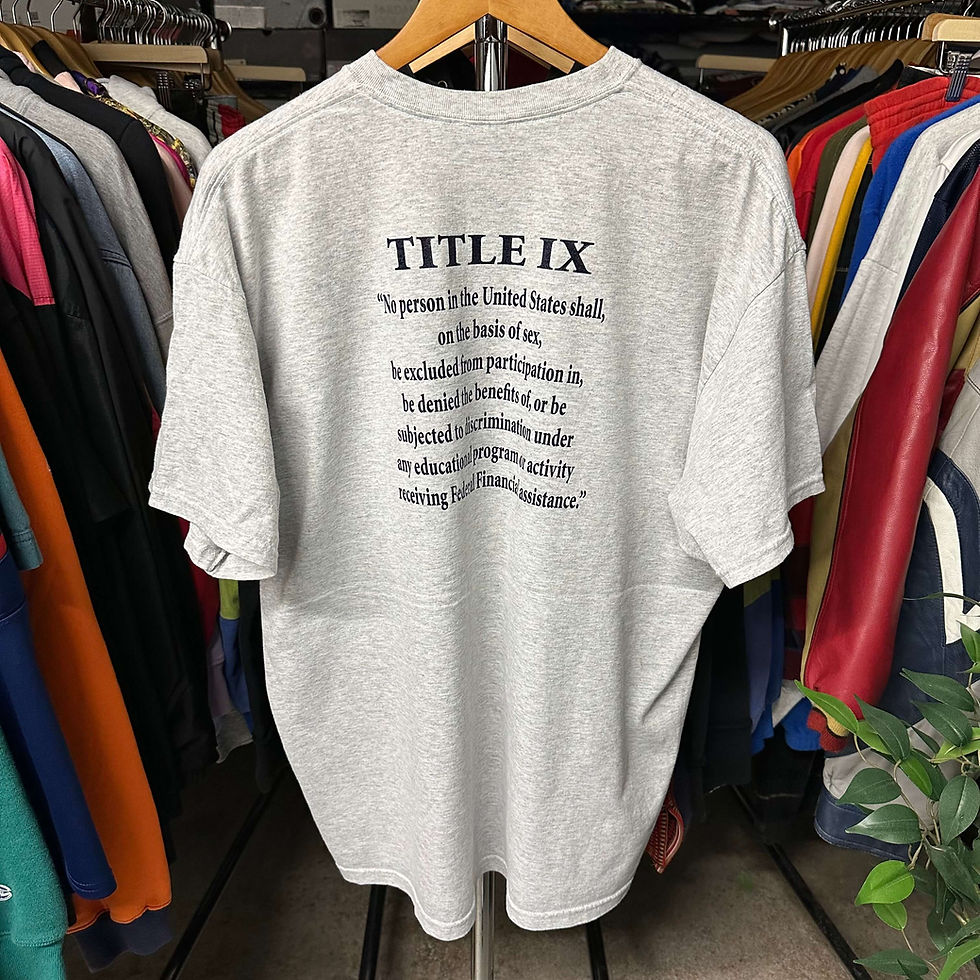 TITLE IX
“No person in the United States shall,
on the basis of sex,
be excluded from participation in,
be denied the benefits of, or be
subjected to discrimination under
any educational program or activity
receiving Federal Financial assistance.”